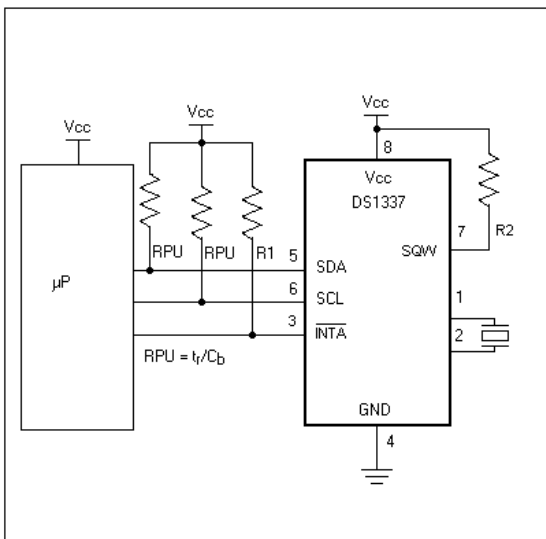 Vcc
Vcc
Vcc
8
Vcc
DS1337
μP
RPU
RPU
R1
R2
5
SDA
6
SCL
3
INTA
7
SQW
1
2
RPU = tr/Cb
GND
4